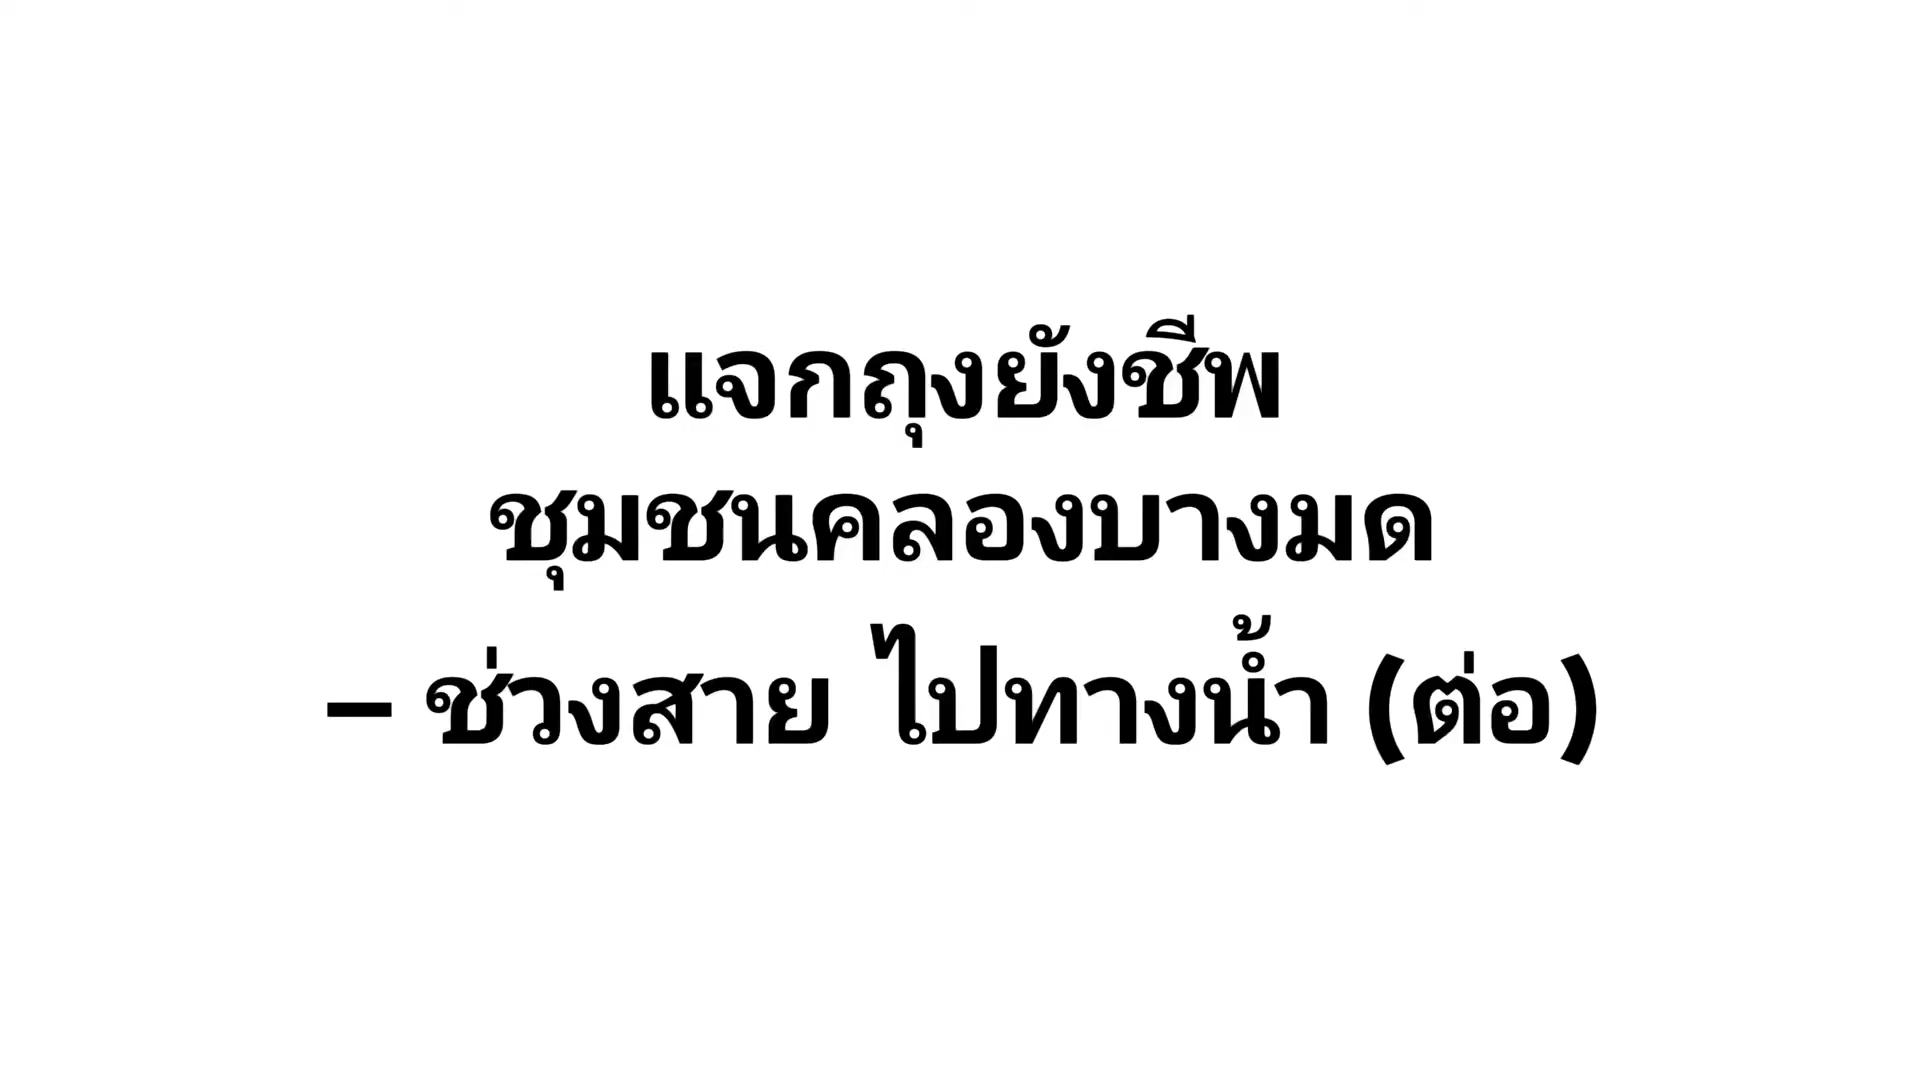 แจกถุงยังชีพ
ชุมชนคลองบางมด
– ช่วงสาย ไปทางน้ำ (ต่อ)